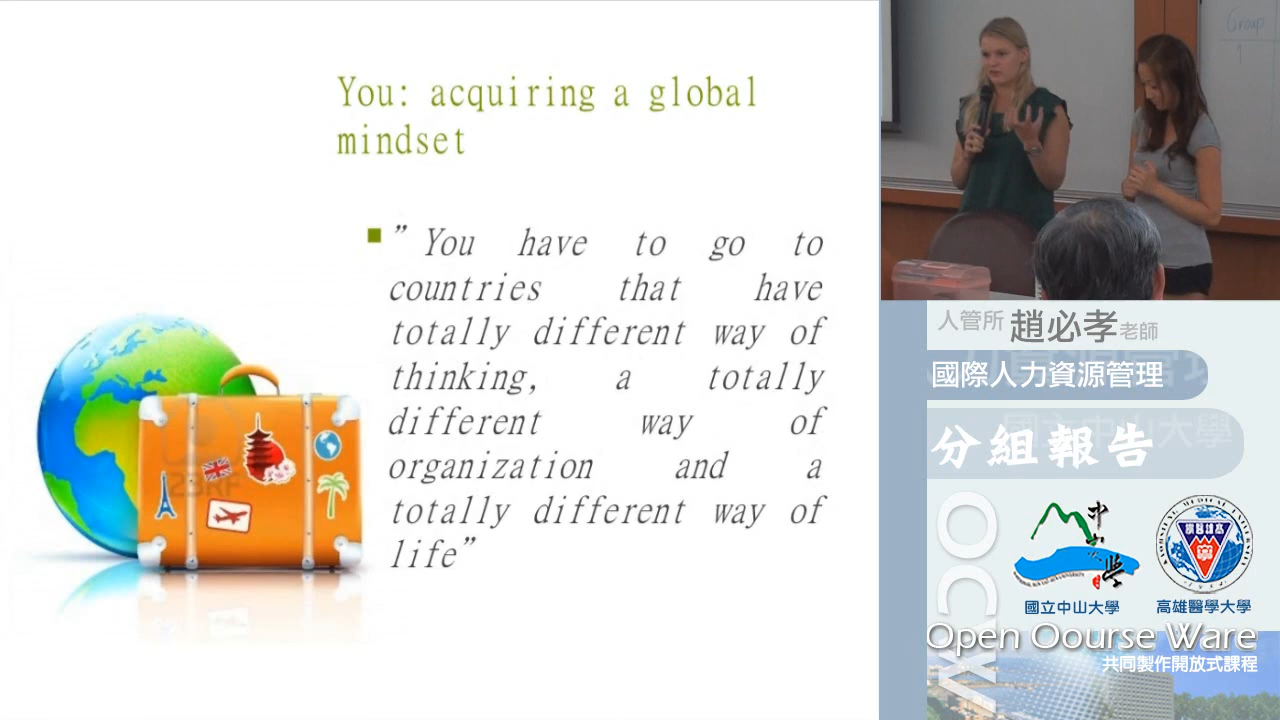 You: acquiring a global
mindset
” You have to go to
countries that have
totally different way of
thinking, a totally
different way of
organization and a
totally different way of
life”
Group
1
人管所 趙必孝老師
國際人力資源管理
分組報告
OCW
國立中山大學
高雄醫學大學
Open Oourse Ware
共同製作開放式課程